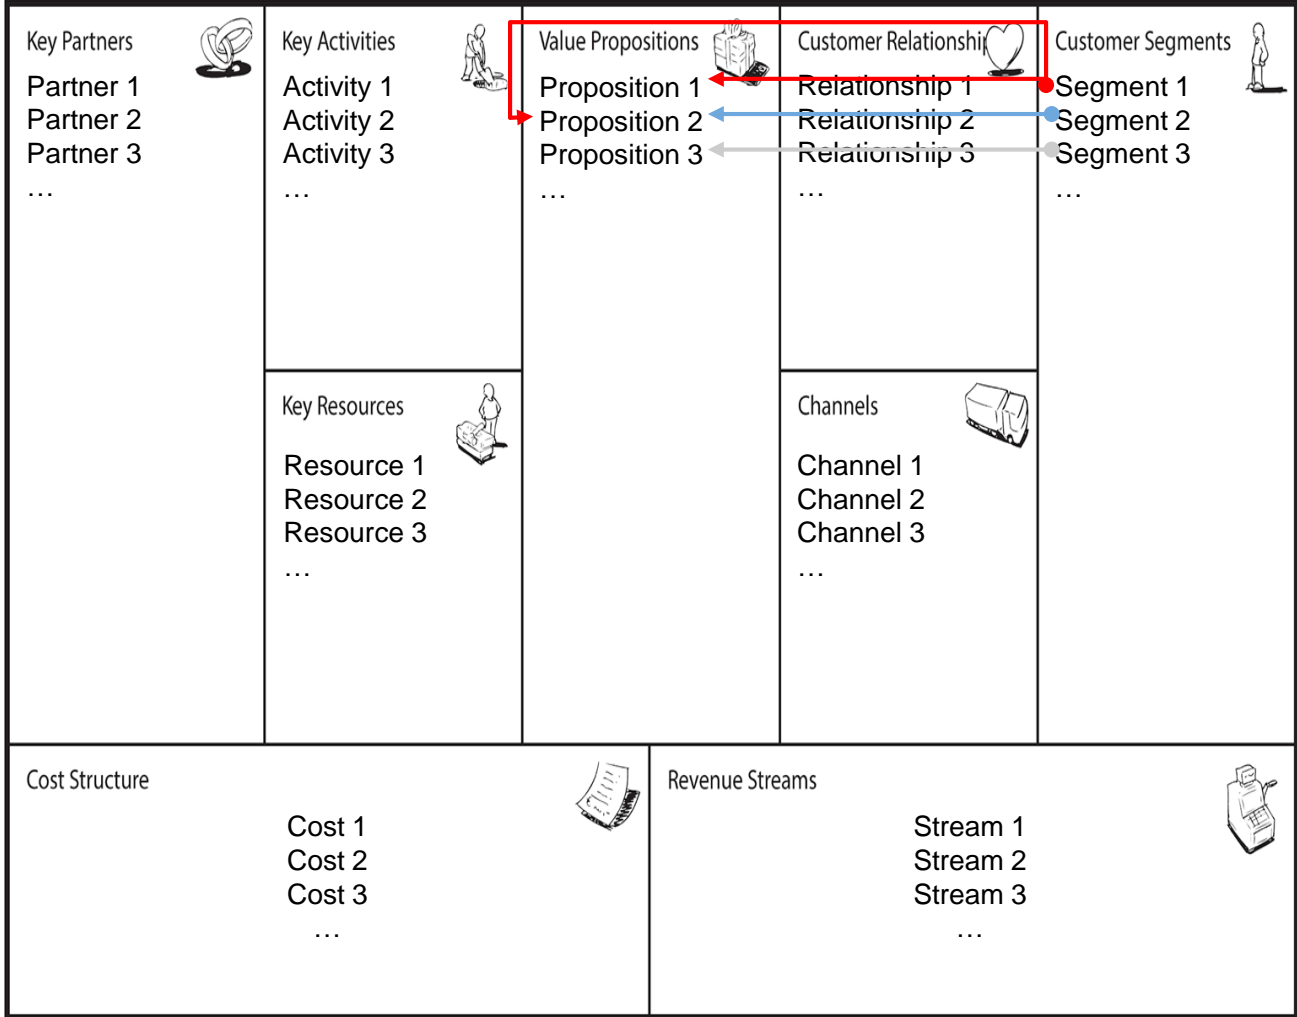 Key Partners
Partner 1
Partner 2
Partner 3
…
Key Activities
Activity 1
Activity 2
Activity 3
…
Key Resources
Resource 1
Resource 2
Resource 3
…
Value Propositions
Proposition 1
Proposition 2
Proposition 3
…
Customer Relationship
Relationship 1
Relationship 2
Relationship 3
…
Channels
Channel 1
Channel 2
Channel 3
…
Customer Segments
Segment 1
Segment 2
Segment 3
…
Cost Structure
Cost 1
Cost 2
Cost 3
…
Revenue Streams
Stream 1
Stream 2
Stream 3
…